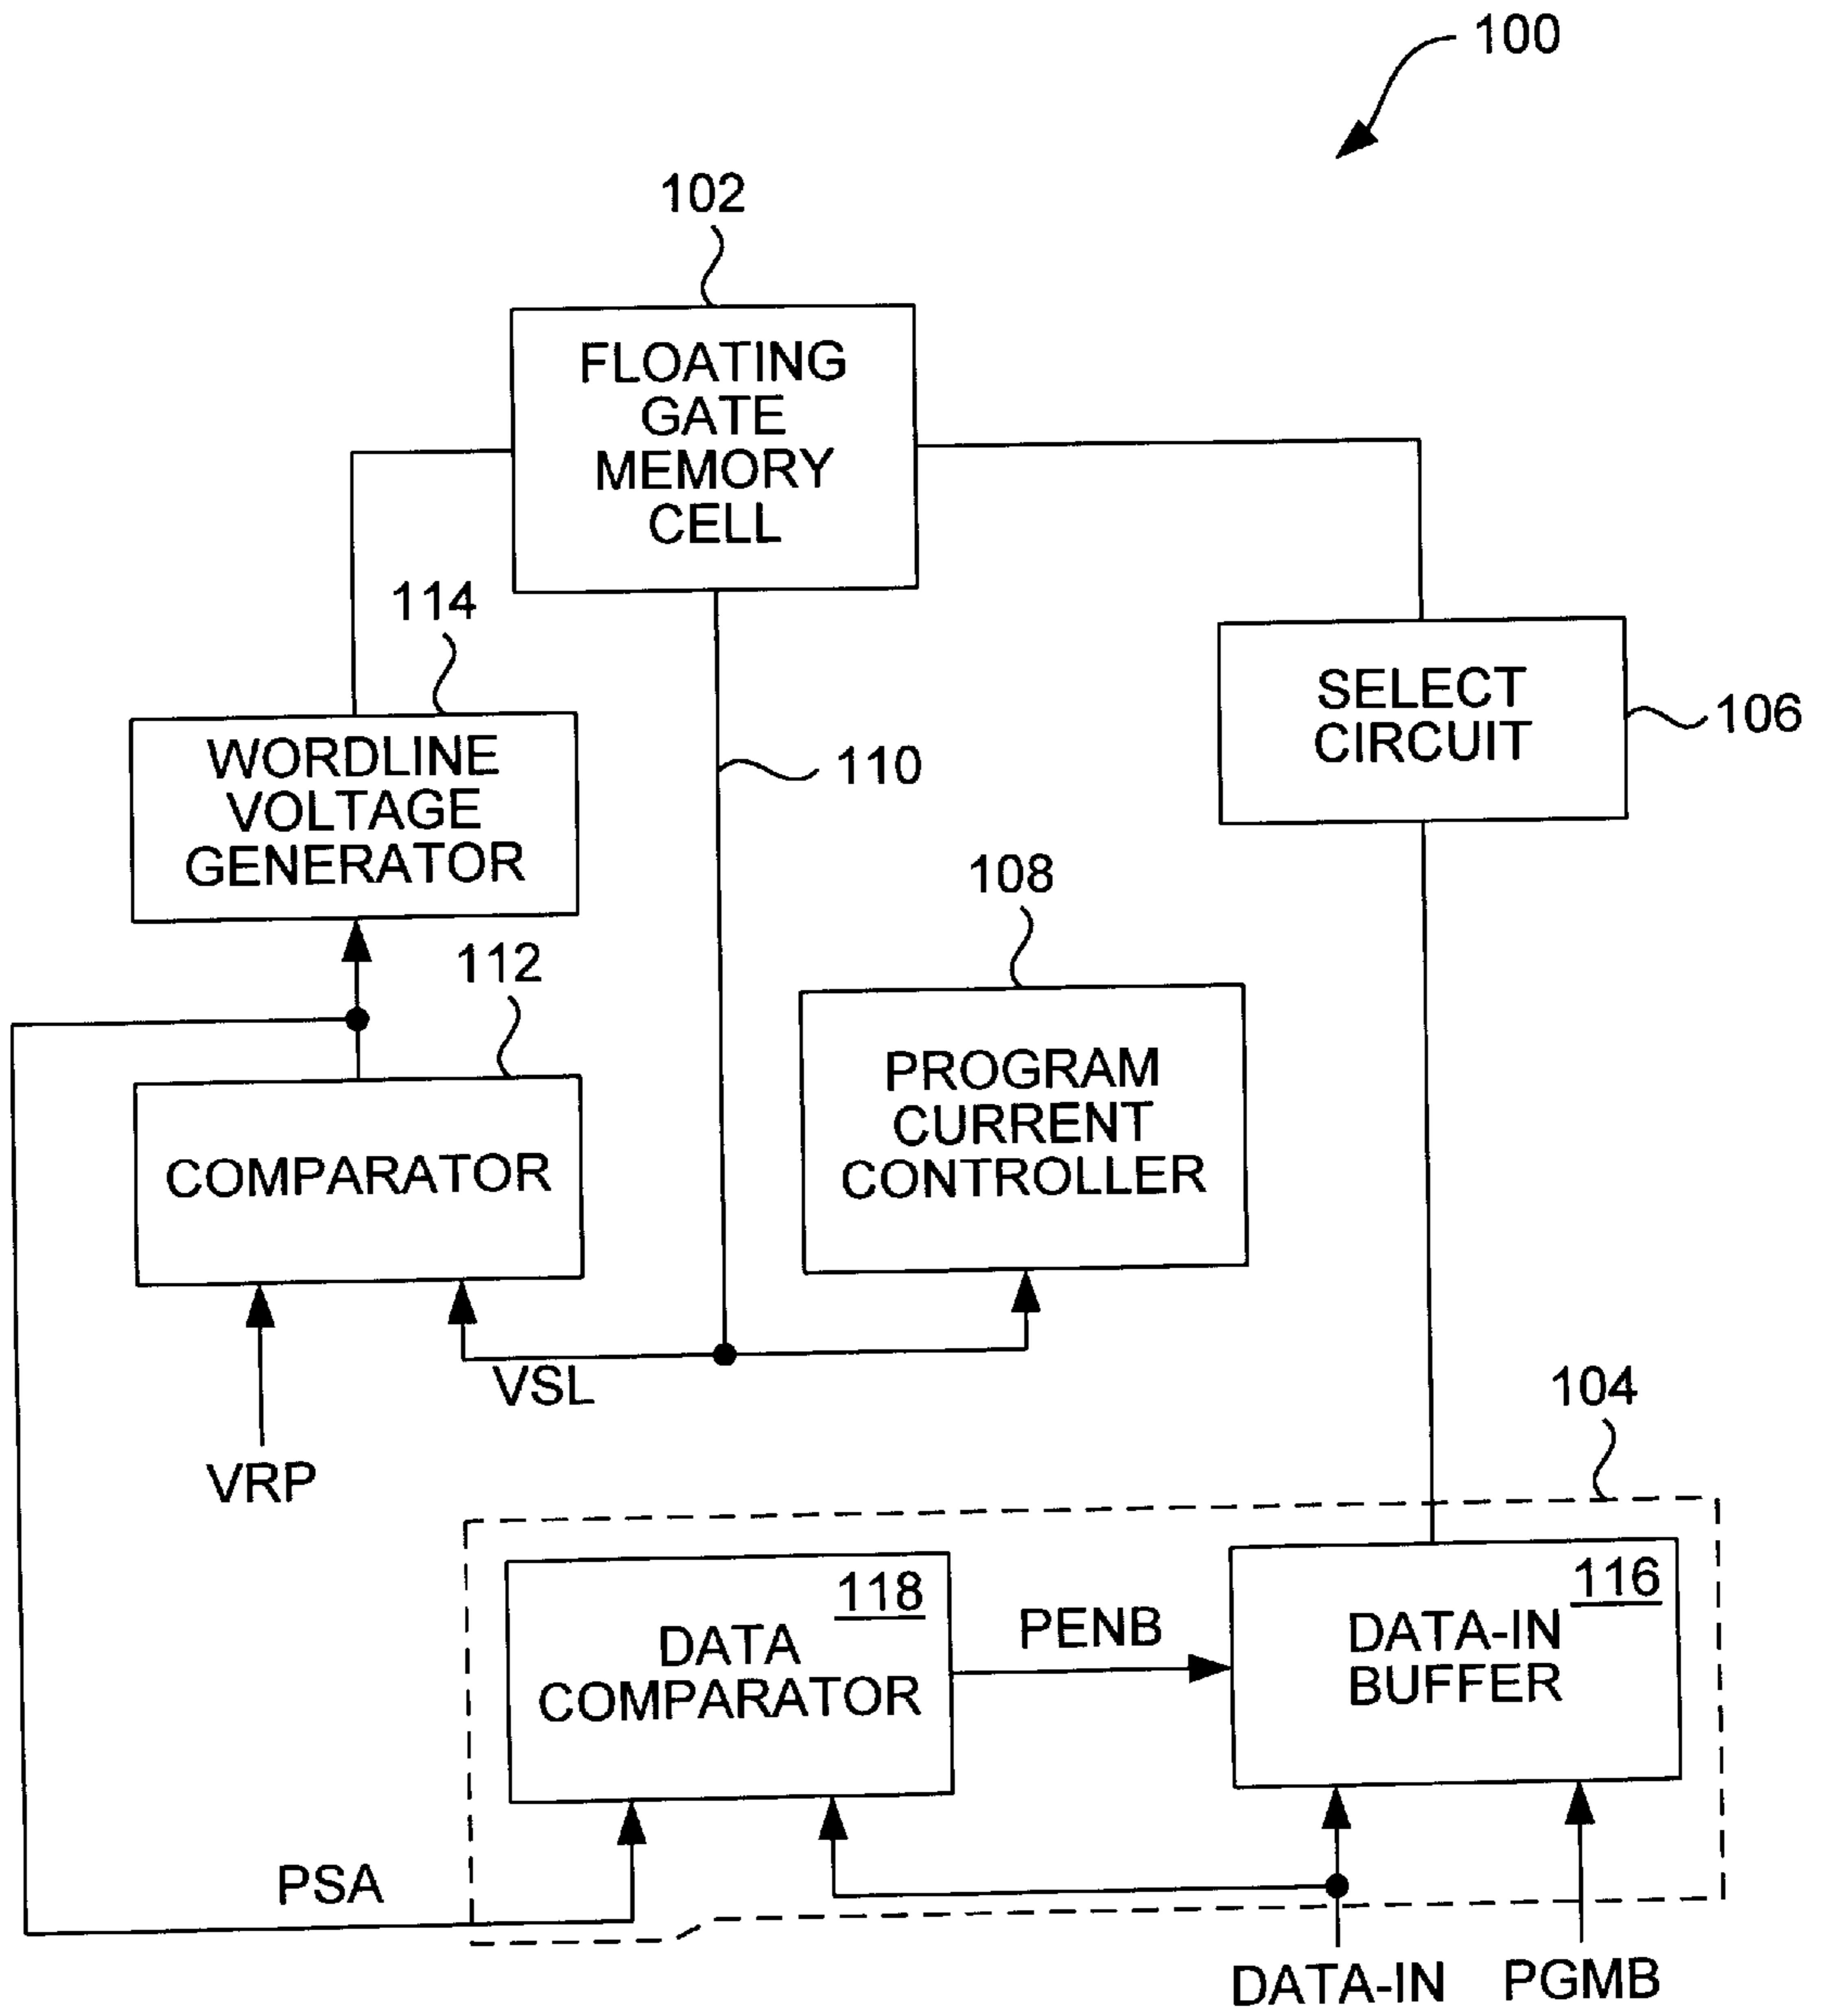 100
102
FLOATING
GATE
MEMORY
CELL
114
WORDLINE
VOLTAGE
GENERATOR
110
SELECT
CIRCUIT
106
108
112
PROGRAM
CURRENT
CONTROLLER
COMPARATOR
VSL
VRP
104
118
DATA
COMPARATOR
PENB
116
DATA-IN
BUFFER
PSA
DATA-IN
PGMB